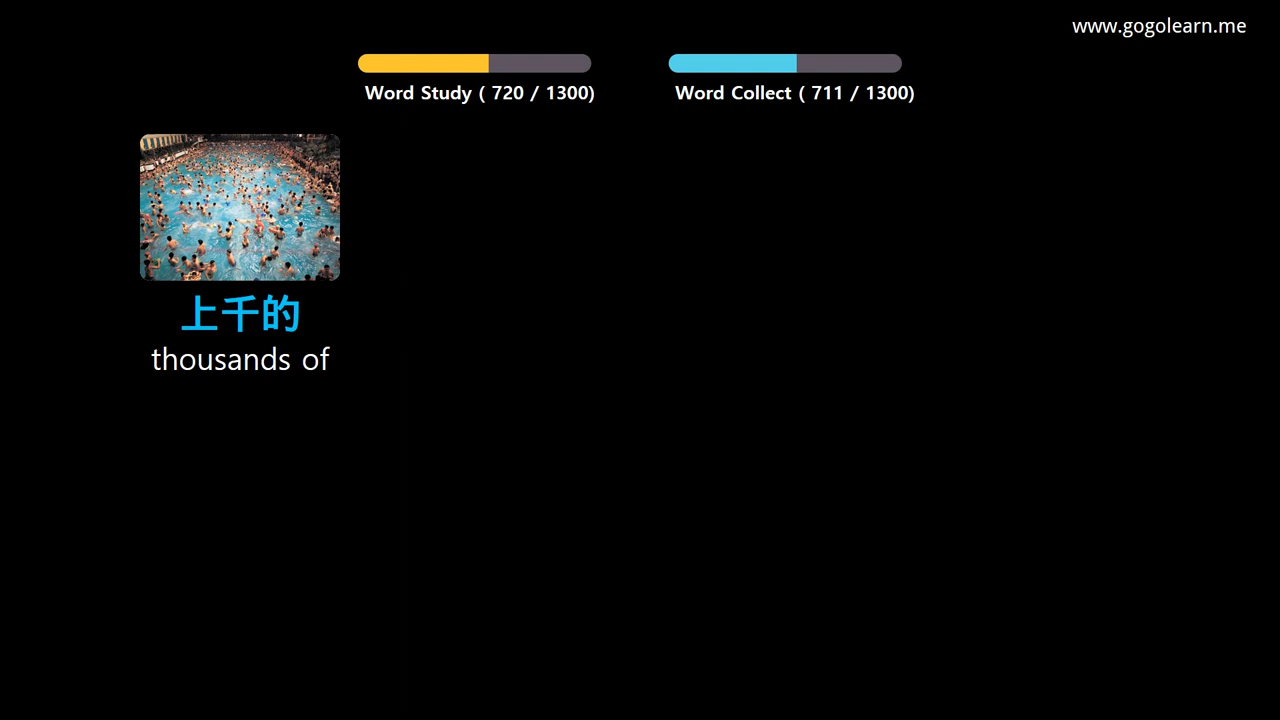 www.gogolearn.me
Word Study ( 720 / 1300)
Word Collect ( 711 / 1300)
上千的
thousands of